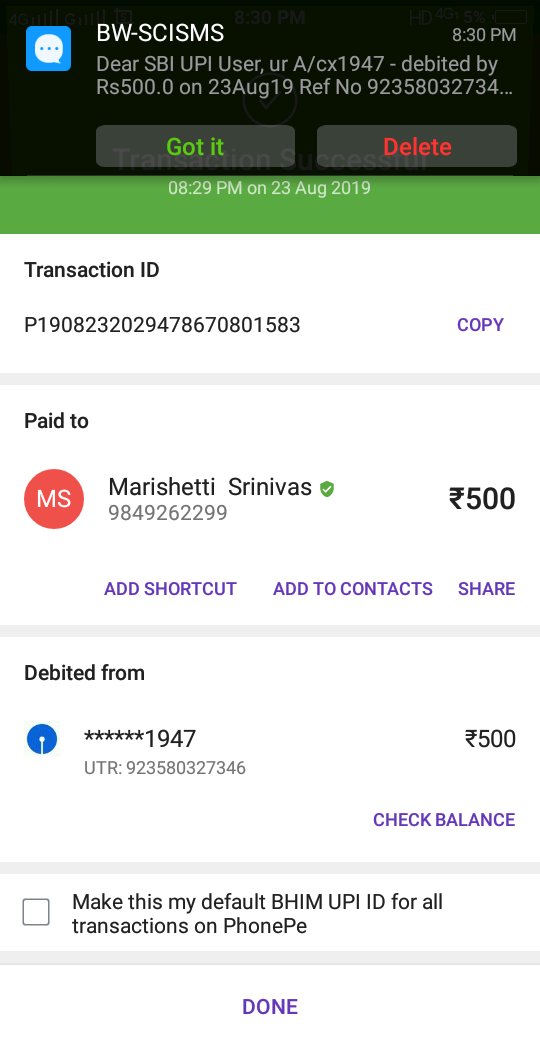 4G
8:30 PM
HD 4G 5%
BW-SCISMS
8:30 PM
Dear SBI UPI User, ur A/cx1947 - debited by
Rs500.0 on 23Aug19 Ref No 92358032734...
Got it
Delete
Transaction Successful
08:29 PM on 23 Aug 2019
Transaction ID
P1908232029478670801583
COPY
Paid to
MS
Marishetti Srinivas
₹500
9849262299
ADD SHORTCUT
ADD TO CONTACTS
SHARE
Debited from
******1947
₹500
UTR: 923580327346
CHECK BALANCE
Make this my default BHIM UPI ID for all
transactions on PhonePe
DONE